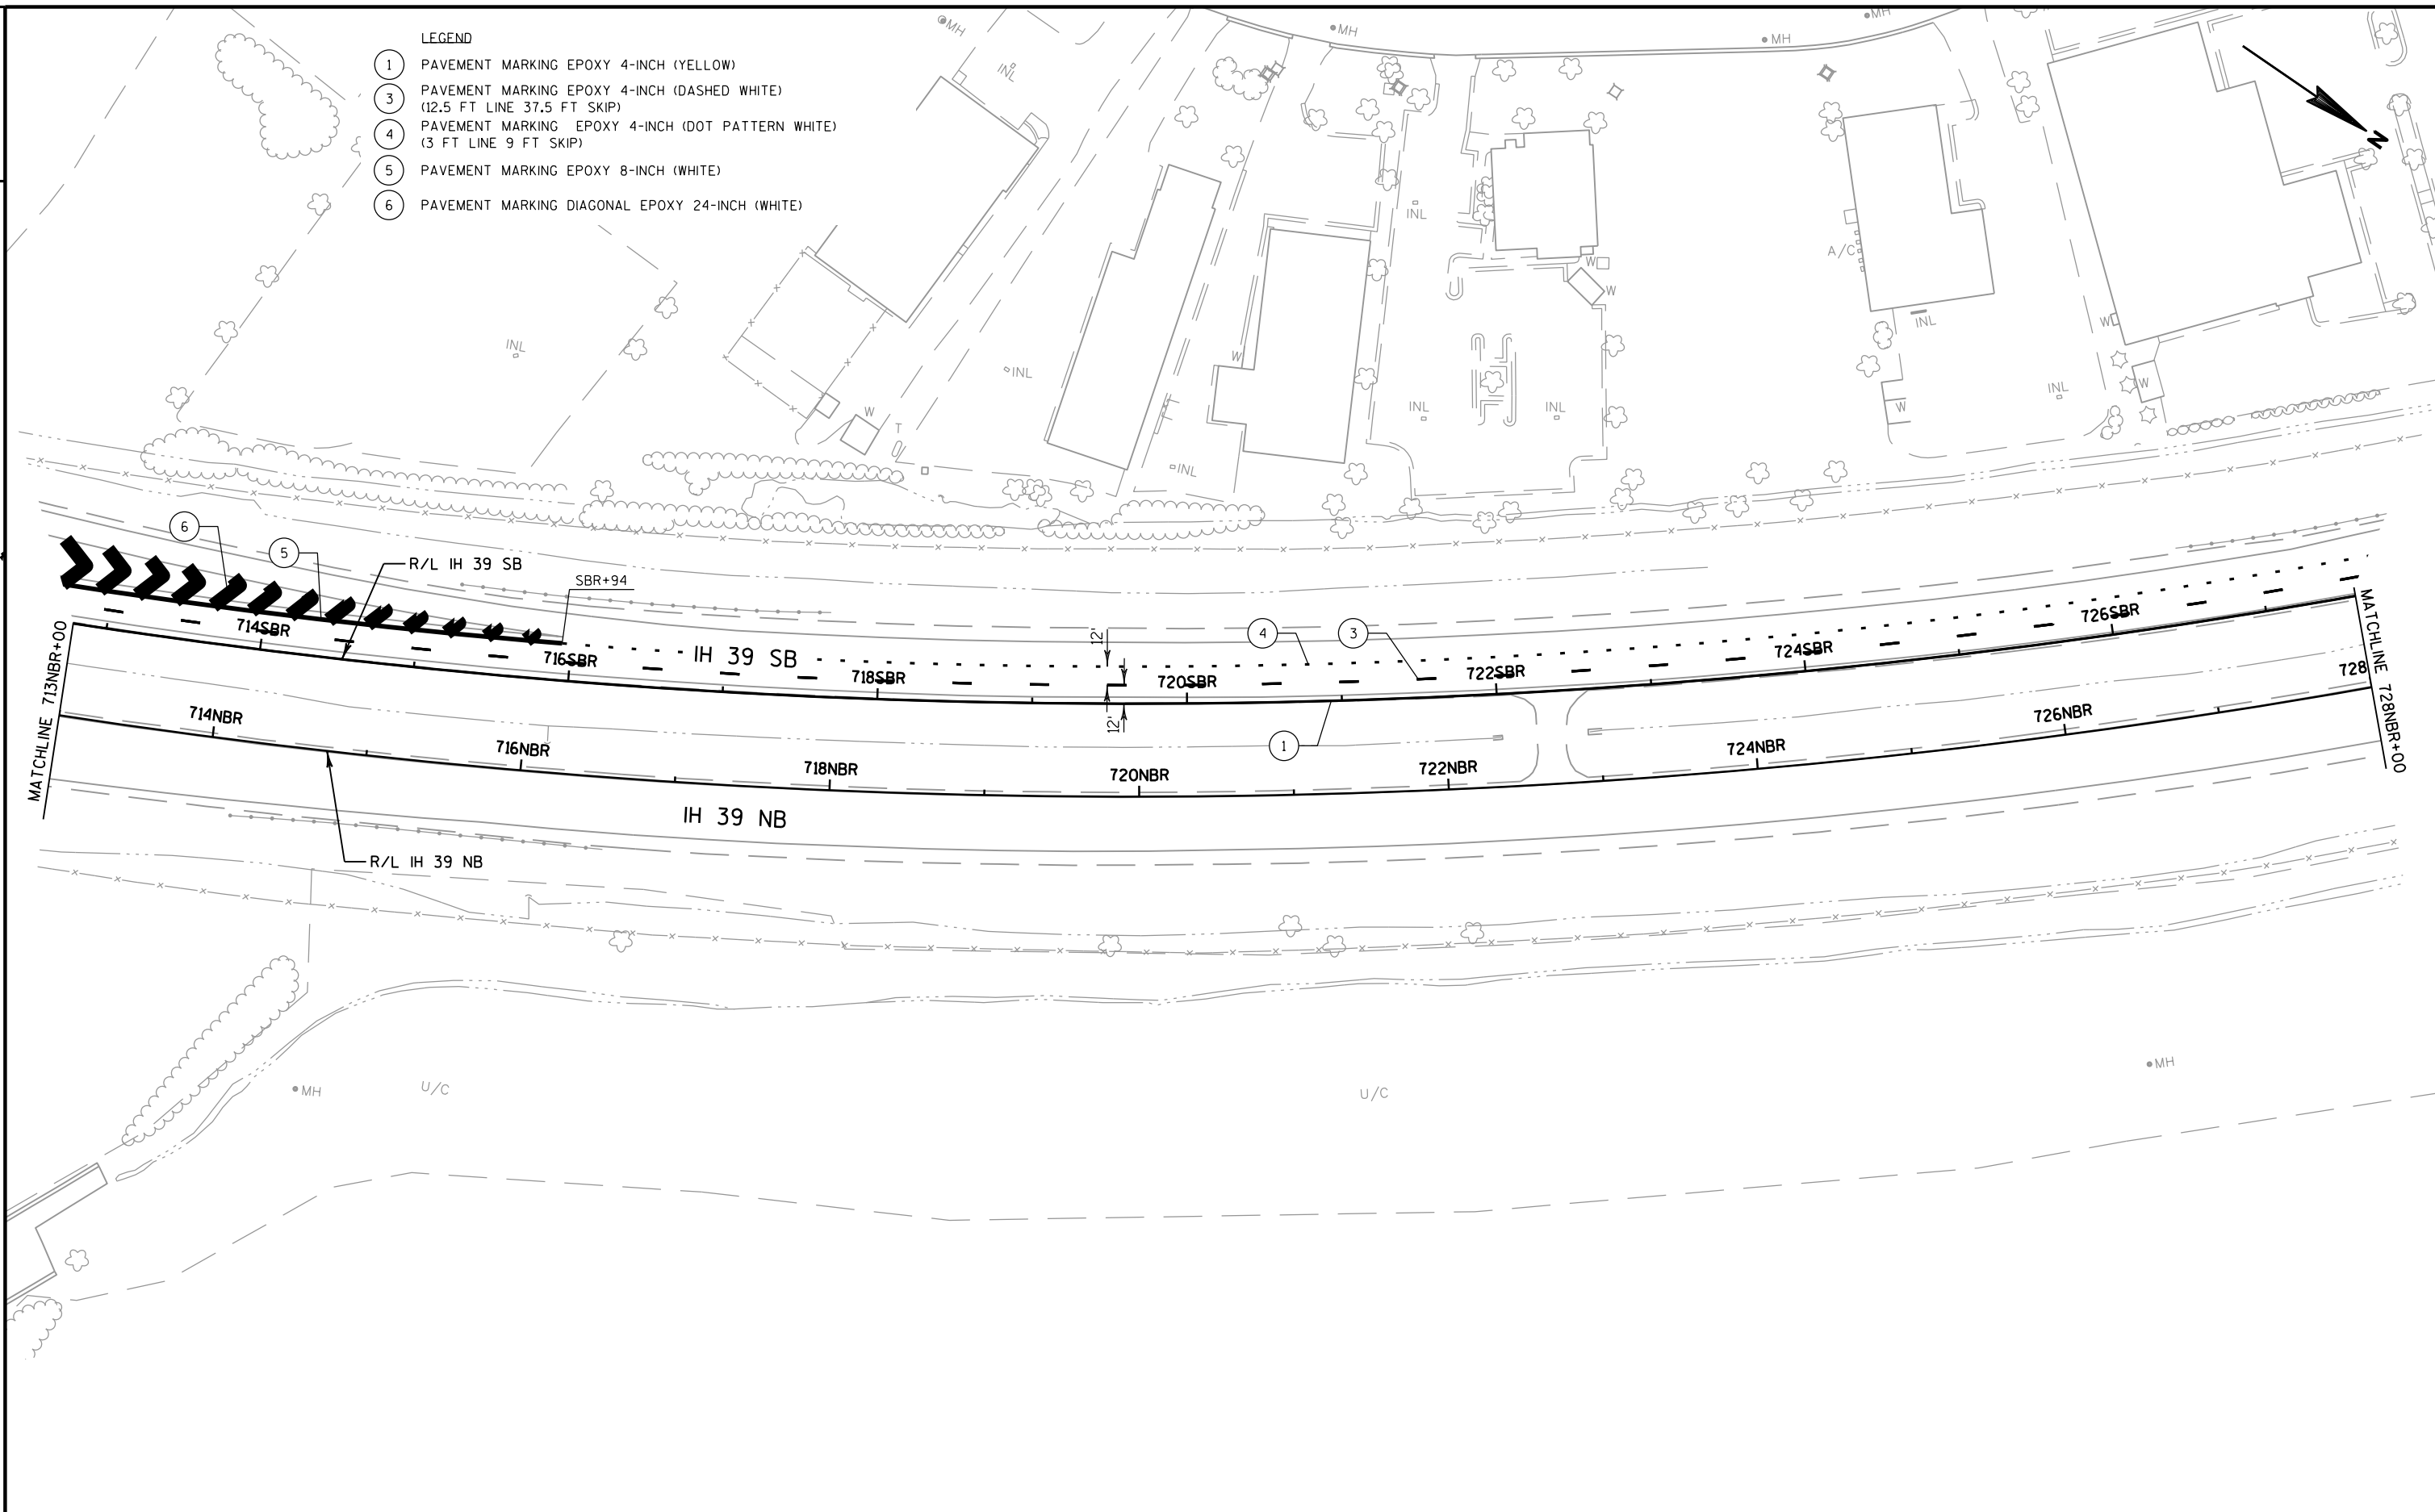 LEGEND
1 PAVEMENT MARKING EPOXY 4-INCH (YELLOW)
3 PAVEMENT MARKING EPOXY 4-INCH (DASHED WHITE)
(12.5 FT LINE 37.5 FT SKIP)
4 PAVEMENT MARKING EPOXY 4-INCH (DOT PATTERN WHITE)
(3 FT LINE 9 FT SKIP)
5 PAVEMENT MARKING EPOXY 8-INCH (WHITE)
6 PAVEMENT MARKING DIAGONAL EPOXY 24-INCH (WHITE)
MH
MH
MH
MH
N
INL
INL
A/C
W
W
INL
W
INL
W
INL
W
INL
INL
INL
W
W
INL
W
T
INL
6
5
R/L IH 39 SB
SBR+94
4
3
12'
12'
1
MATCHLINE 713NBR+00
714SBR
716SBR
IH 39 SB
718SBR
720SBR
722SBR
724SBR
726SBR
728
MATCHLINE 728NBR+00
714NBR
716NBR
718NBR
720NBR
722NBR
724NBR
726NBR
IH 39 NB
R/L IH 39 NB
MH
U/C
U/C
MH